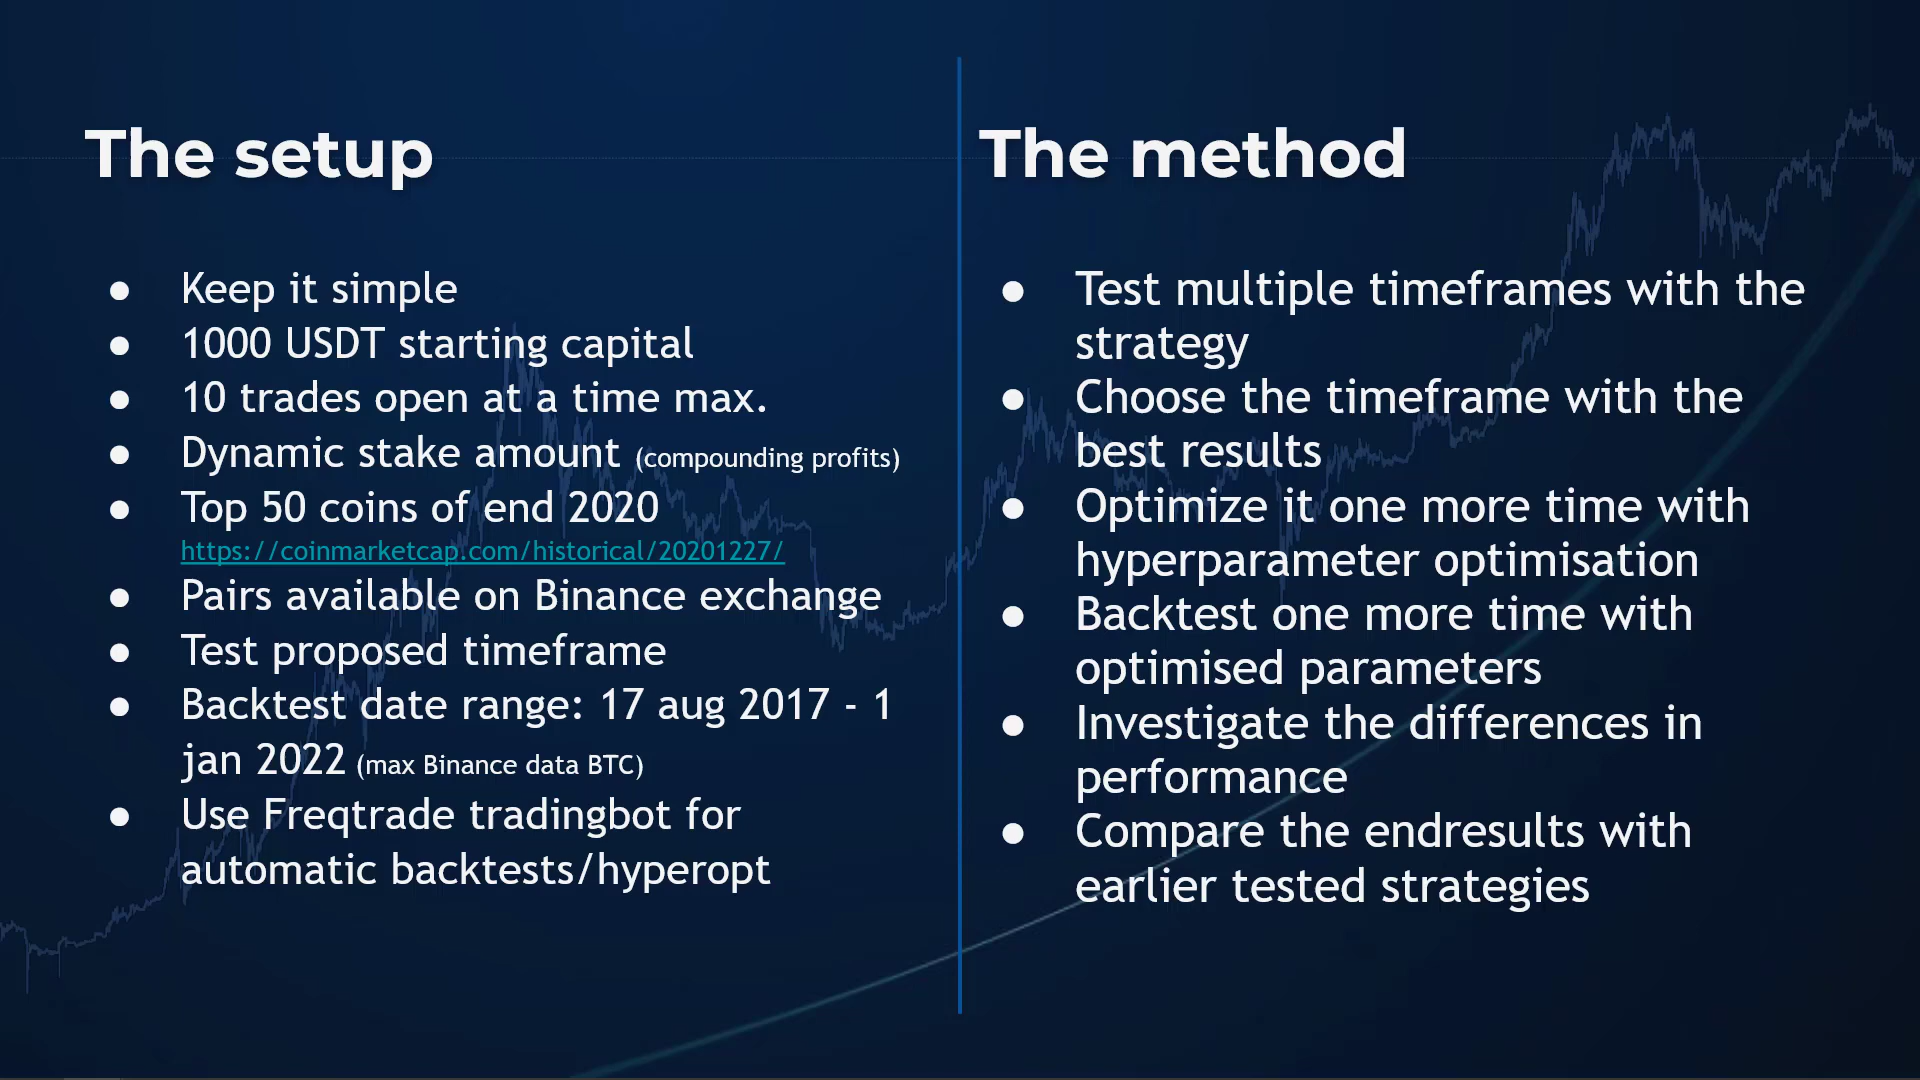 The setup
● Keep it simple
● 1000 USDT starting capital
● 10 trades open at a time max.
● Dynamic stake amount (compounding profits)
● Top 50 coins of end 2020
https://coinmarketcap.com/historical/20201227/
● Pairs available on Binance exchange
● Test proposed timeframe
● Backtest date range: 17 aug 2017 - 1
jan 2022 (max Binance data BTC)
● Use Freqtrade tradingbot for
automatic backtests/hyperopt
The method
● Test multiple timeframes with the
strategy
● Choose the timeframe with the
best results
● Optimize it one more time with
hyperparameter optimisation
● Backtest one more time with
optimised parameters
● Investigate the differences in
performance
● Compare the endresults with
earlier tested strategies